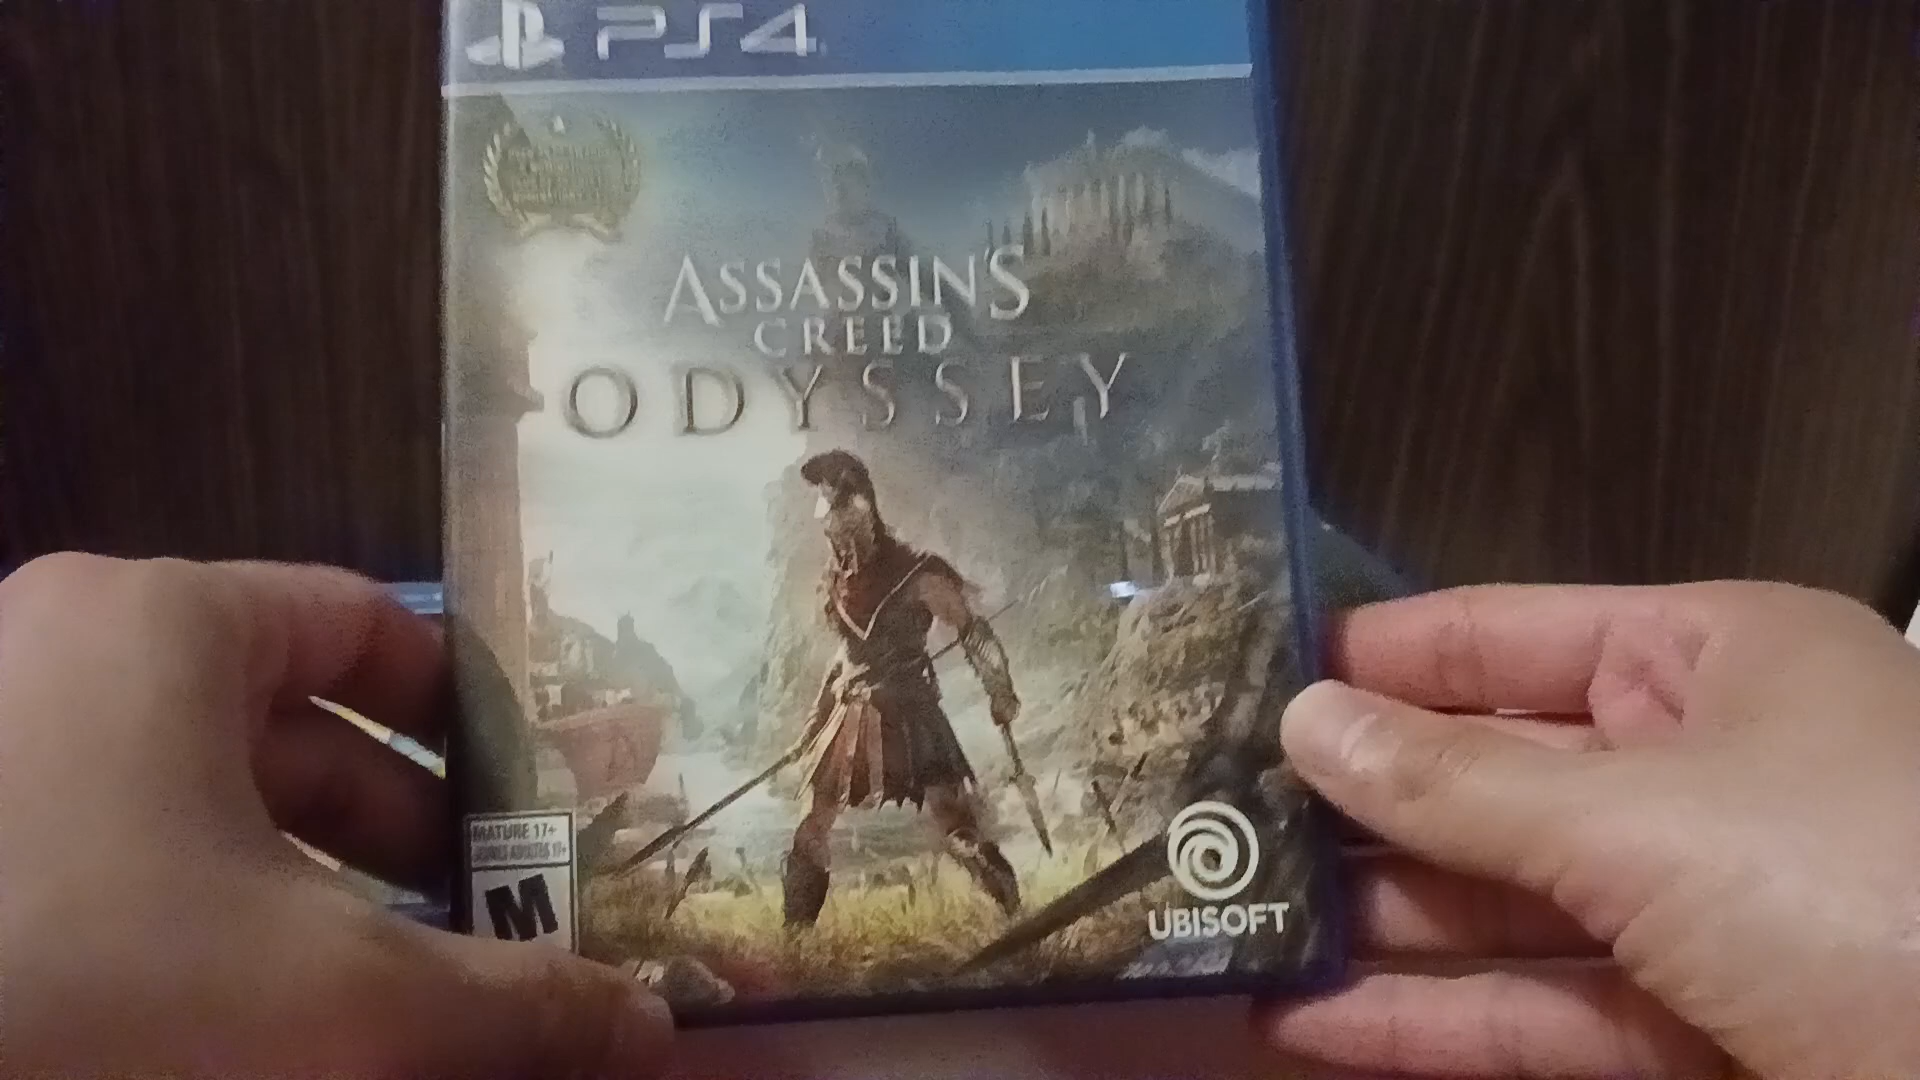 PS4
ASSASSIN'S
CREED
ODYSSEY
MATURE 17+
M
UBISOFT